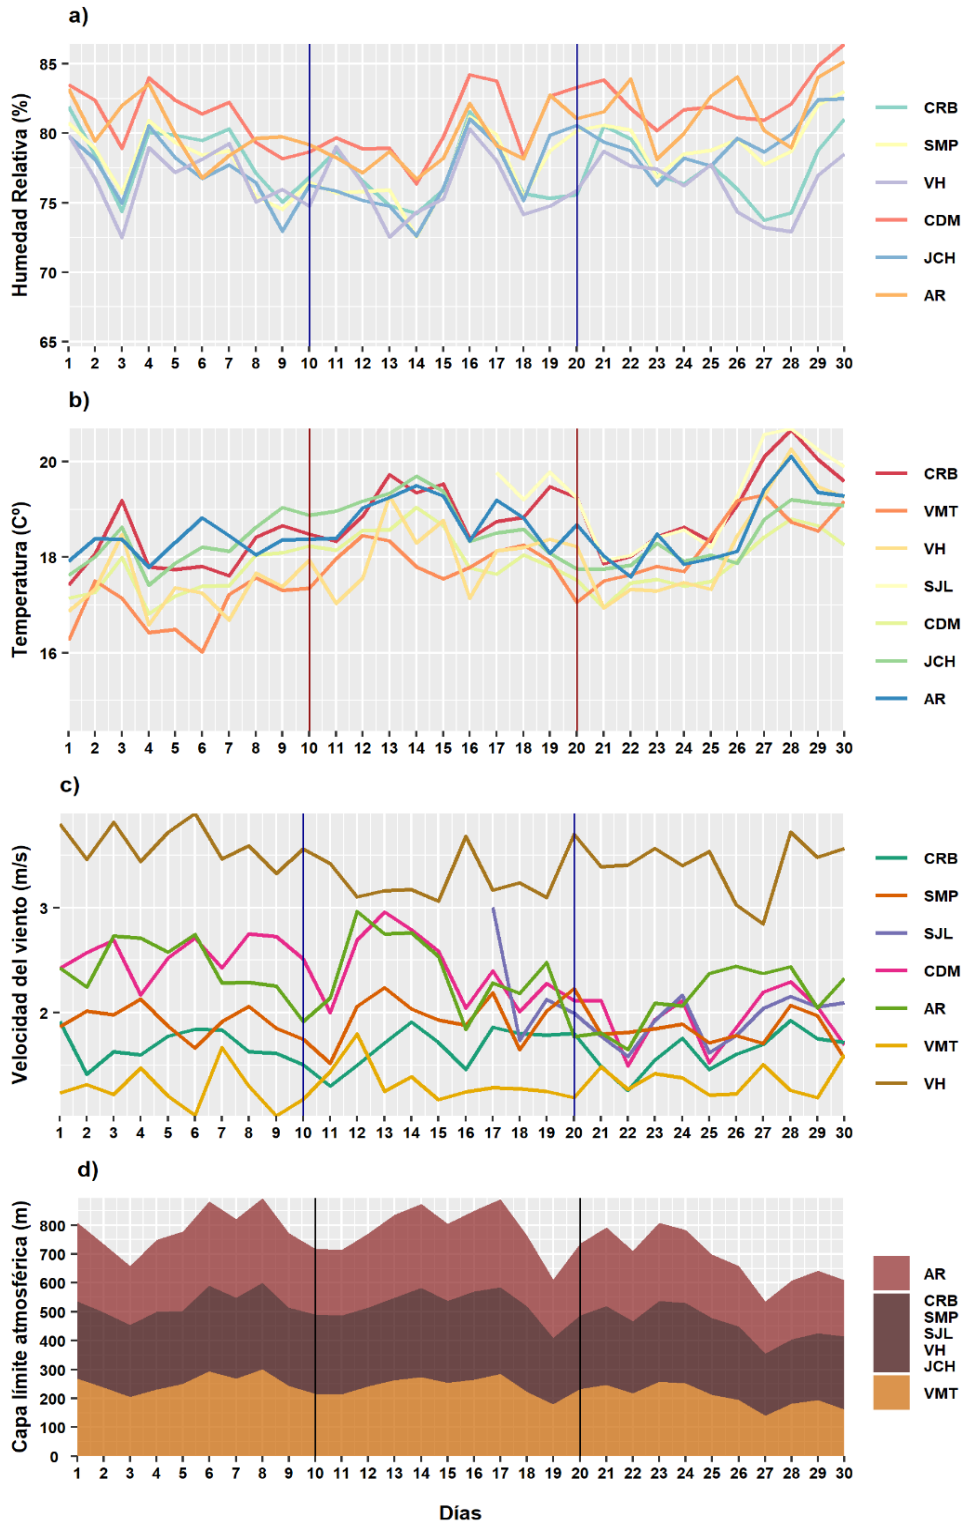 a)
Humedad Relativa (%)
85
80
75
70
65
1 2 3 4 5 6 7 8 9 10 11 12 13 14 15 16 17 18 19 20 21 22 23 24 25 26 27 28 29 30
CRB
SMP
VH
CDM
JCH
AR
b)
Temperatura (Cº)
20
18
16
1 2 3 4 5 6 7 8 9 10 11 12 13 14 15 16 17 18 19 20 21 22 23 24 25 26 27 28 29 30
CRB
VMT
VH
SJL
CDM
JCH
AR
c)
Velocidad del viento (m/s)
3
2
1 2 3 4 5 6 7 8 9 10 11 12 13 14 15 16 17 18 19 20 21 22 23 24 25 26 27 28 29 30
CRB
SMP
SJL
CDM
AR
VMT
VH
d)
Capa límite atmosférica (m)
800
700
600
500
400
300
200
100
0
1 2 3 4 5 6 7 8 9 10 11 12 13 14 15 16 17 18 19 20 21 22 23 24 25 26 27 28 29 30
AR
CRB
SMP
SJL
VH
JCH
VMT
Días